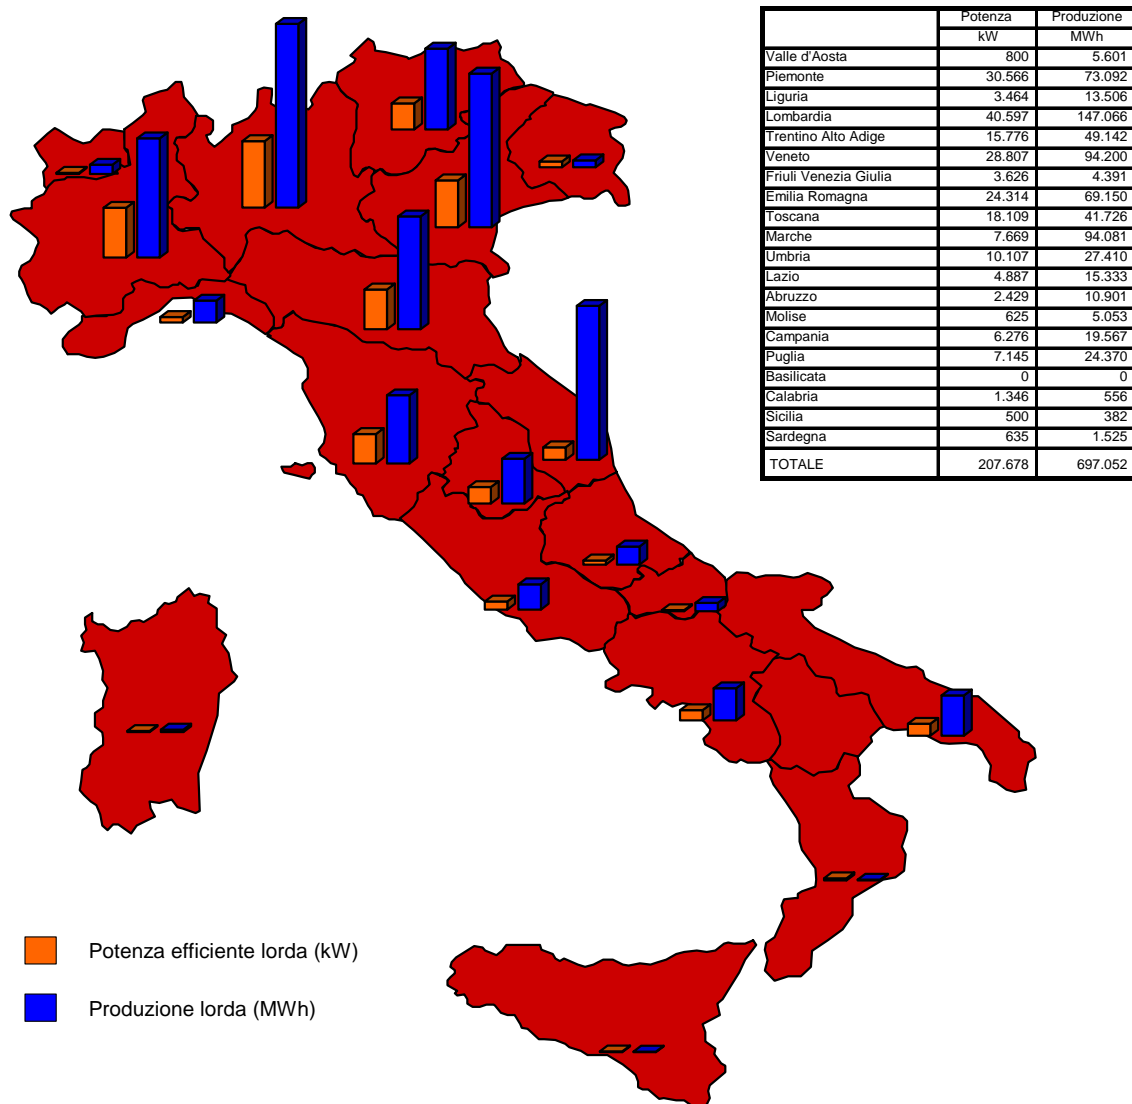 Potenza Produzione
kW MWh
Valle d'Aosta 800 5.601
Piemonte 30.566 73.092
Liguria 3.464 13.506
Lombardia 40.597 147.066
Trentino Alto Adige 15.776 49.142
Veneto 28.807 94.200
Friuli Venezia Giulia 3.626 4.391
Emilia Romagna 24.314 69.150
Toscana 18.109 41.726
Marche 7.669 94.081
Umbria 10.107 27.410
Lazio 4.887 15.333
Abruzzo 2.429 10.901
Molise 625 5.053
Campania 6.276 19.567
Puglia 7.145 24.370
Basilicata 0 0
Calabria 1.346 556
Sicilia 500 382
Sardegna 635 1.525
TOTALE 207.678 697.052
Potenza efficiente lorda (kW)
Produzione lorda (MWh)